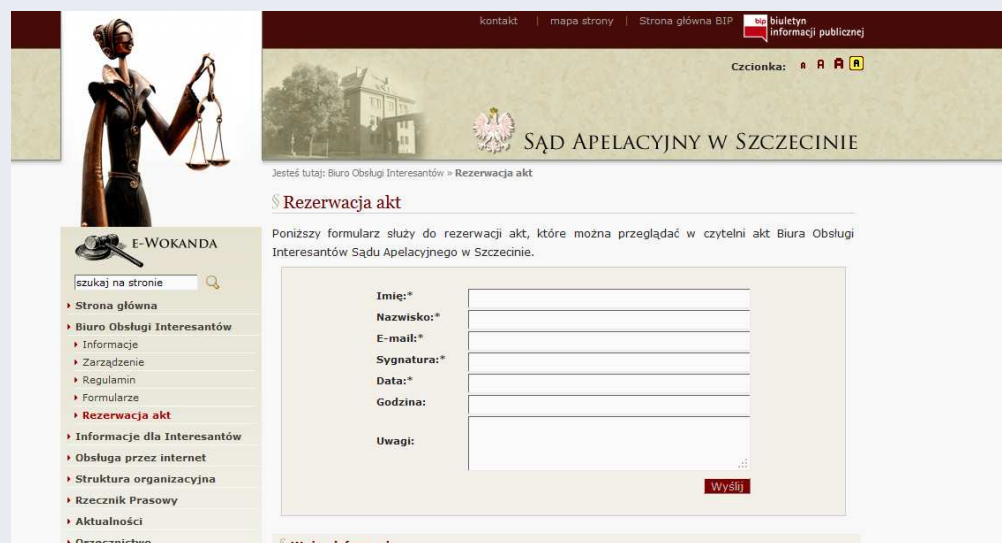 kontakt | mapa strony | Strona główna BIP
bip biuletyn
informacji publicznej
Czcionka: A A A A
SĄD APELACYJNY W SZCZECINIE
Jesteś tutaj: Biuro Obsługi Interesantów » Rezerwacja akt
§ Rezerwacja akt
Poniższy formularz służy do rezerwacji akt, które można przeglądać w czytelni akt Biura Obsługi
Interesantów Sądu Apelacyjnego w Szczecinie.
Imię:*
Nazwisko:*
E-mail:*
Sygnatura:*
Data:*
Godzina:
Uwagi:
Wyślij
E-WOKANDA
szukaj na stronie
Strona główna
Biuro Obsługi Interesantów
Informacje
Zarządzenie
Regulamin
Formularze
Rezerwacja akt
Informacje dla Interesantów
Obsługa przez internet
Struktura organizacyjna
Rzecznik Prasowy
Aktualności
Orzecznictwo